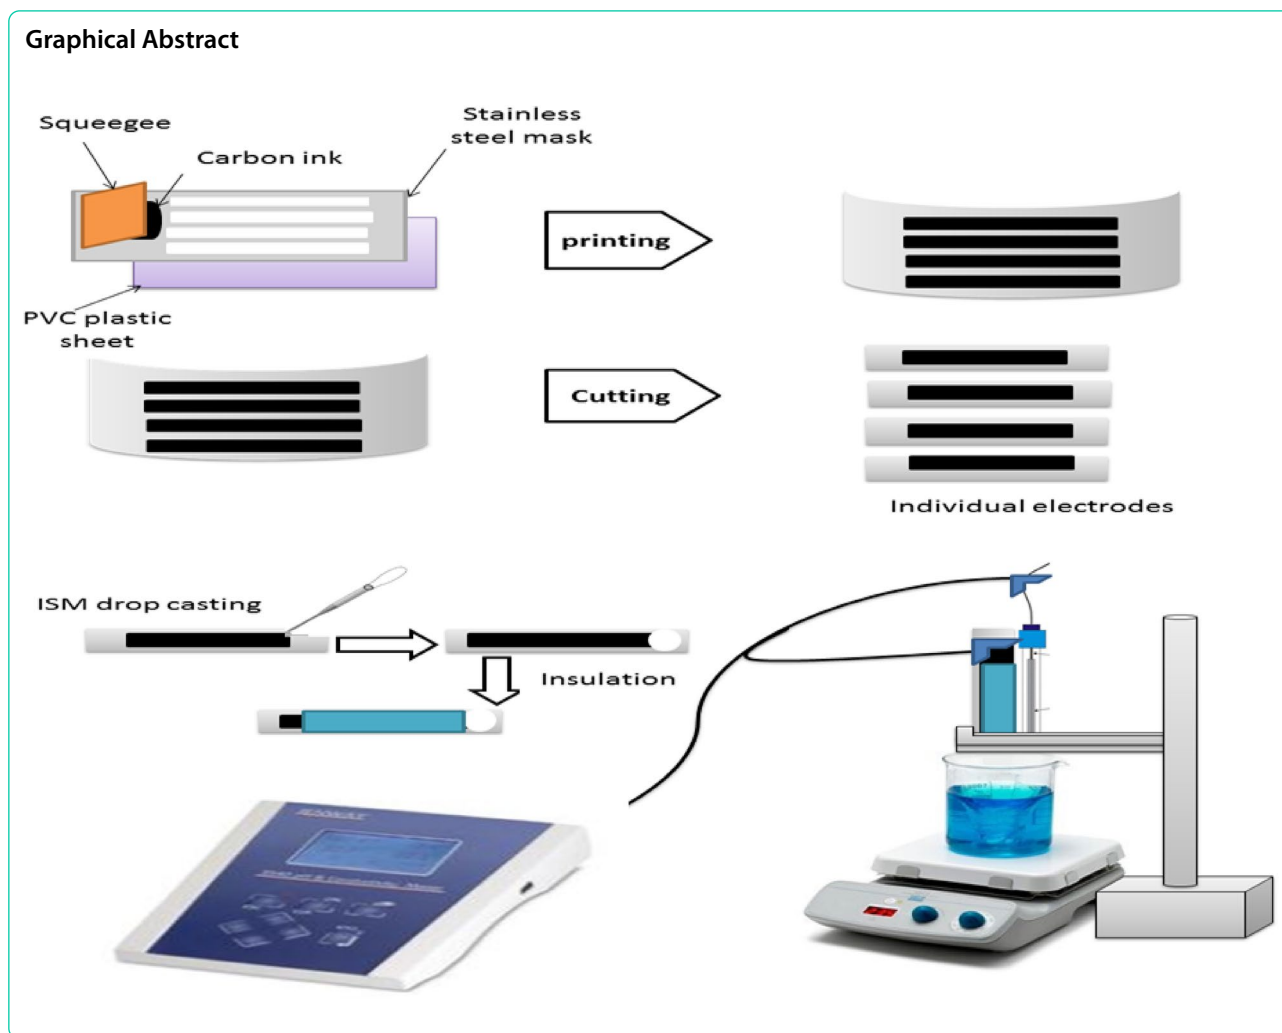 Graphical Abstract
Squeegee
Carbon ink
Stainless
steel mask
printing
PVC plastic
sheet
Cutting
Individual electrodes
ISM drop casting
Insulation